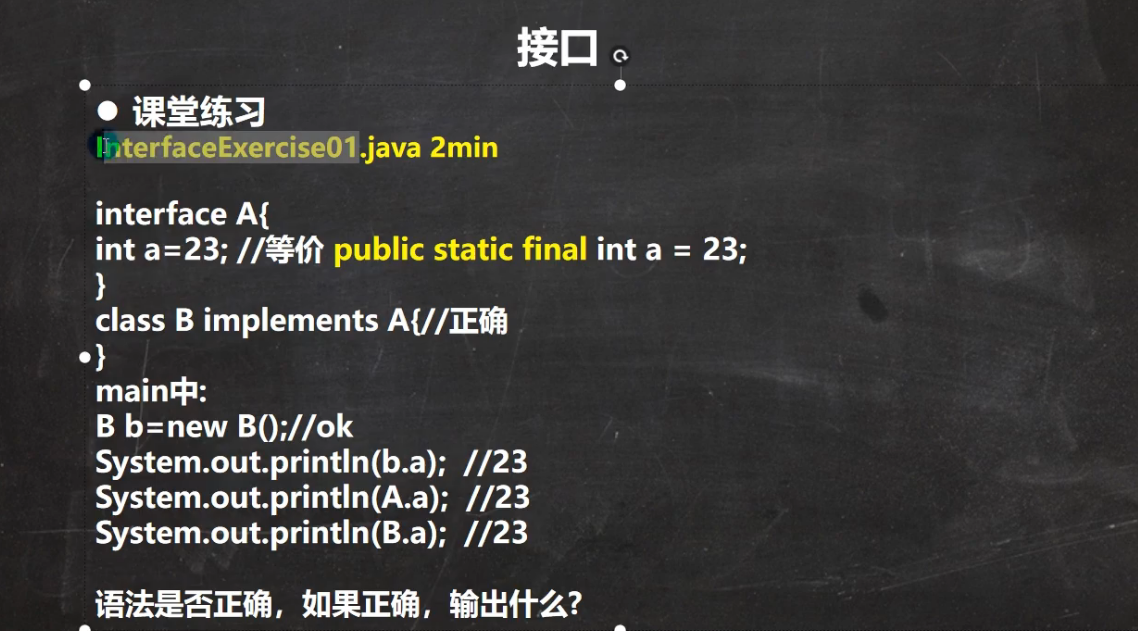 接口
● 课堂练习
InterfaceExercise01.java 2min
interface A{
int a=23; //等价 public static final int a = 23;
}
class B implements A{//正确
}
main中:
B b=new B();//ok
System.out.println(b.a);  //23
System.out.println(A.a);  //23
System.out.println(B.a);  //23
语法是否正确，如果正确，输出什么?